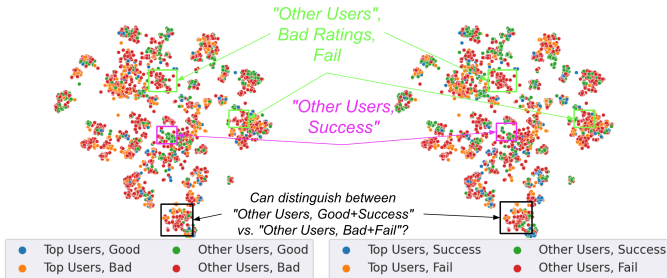 "Other Users",
Bad Ratings,
Fail
"Other Users,
Success"
Can distinguish between
"Other Users, Good+Success"
vs. "Other Users, Bad+Fail"?
Top Users, Good
Other Users, Good
Top Users, Bad
Other Users, Bad
Top Users, Success
Other Users, Success
Top Users, Fail
Other Users, Fail